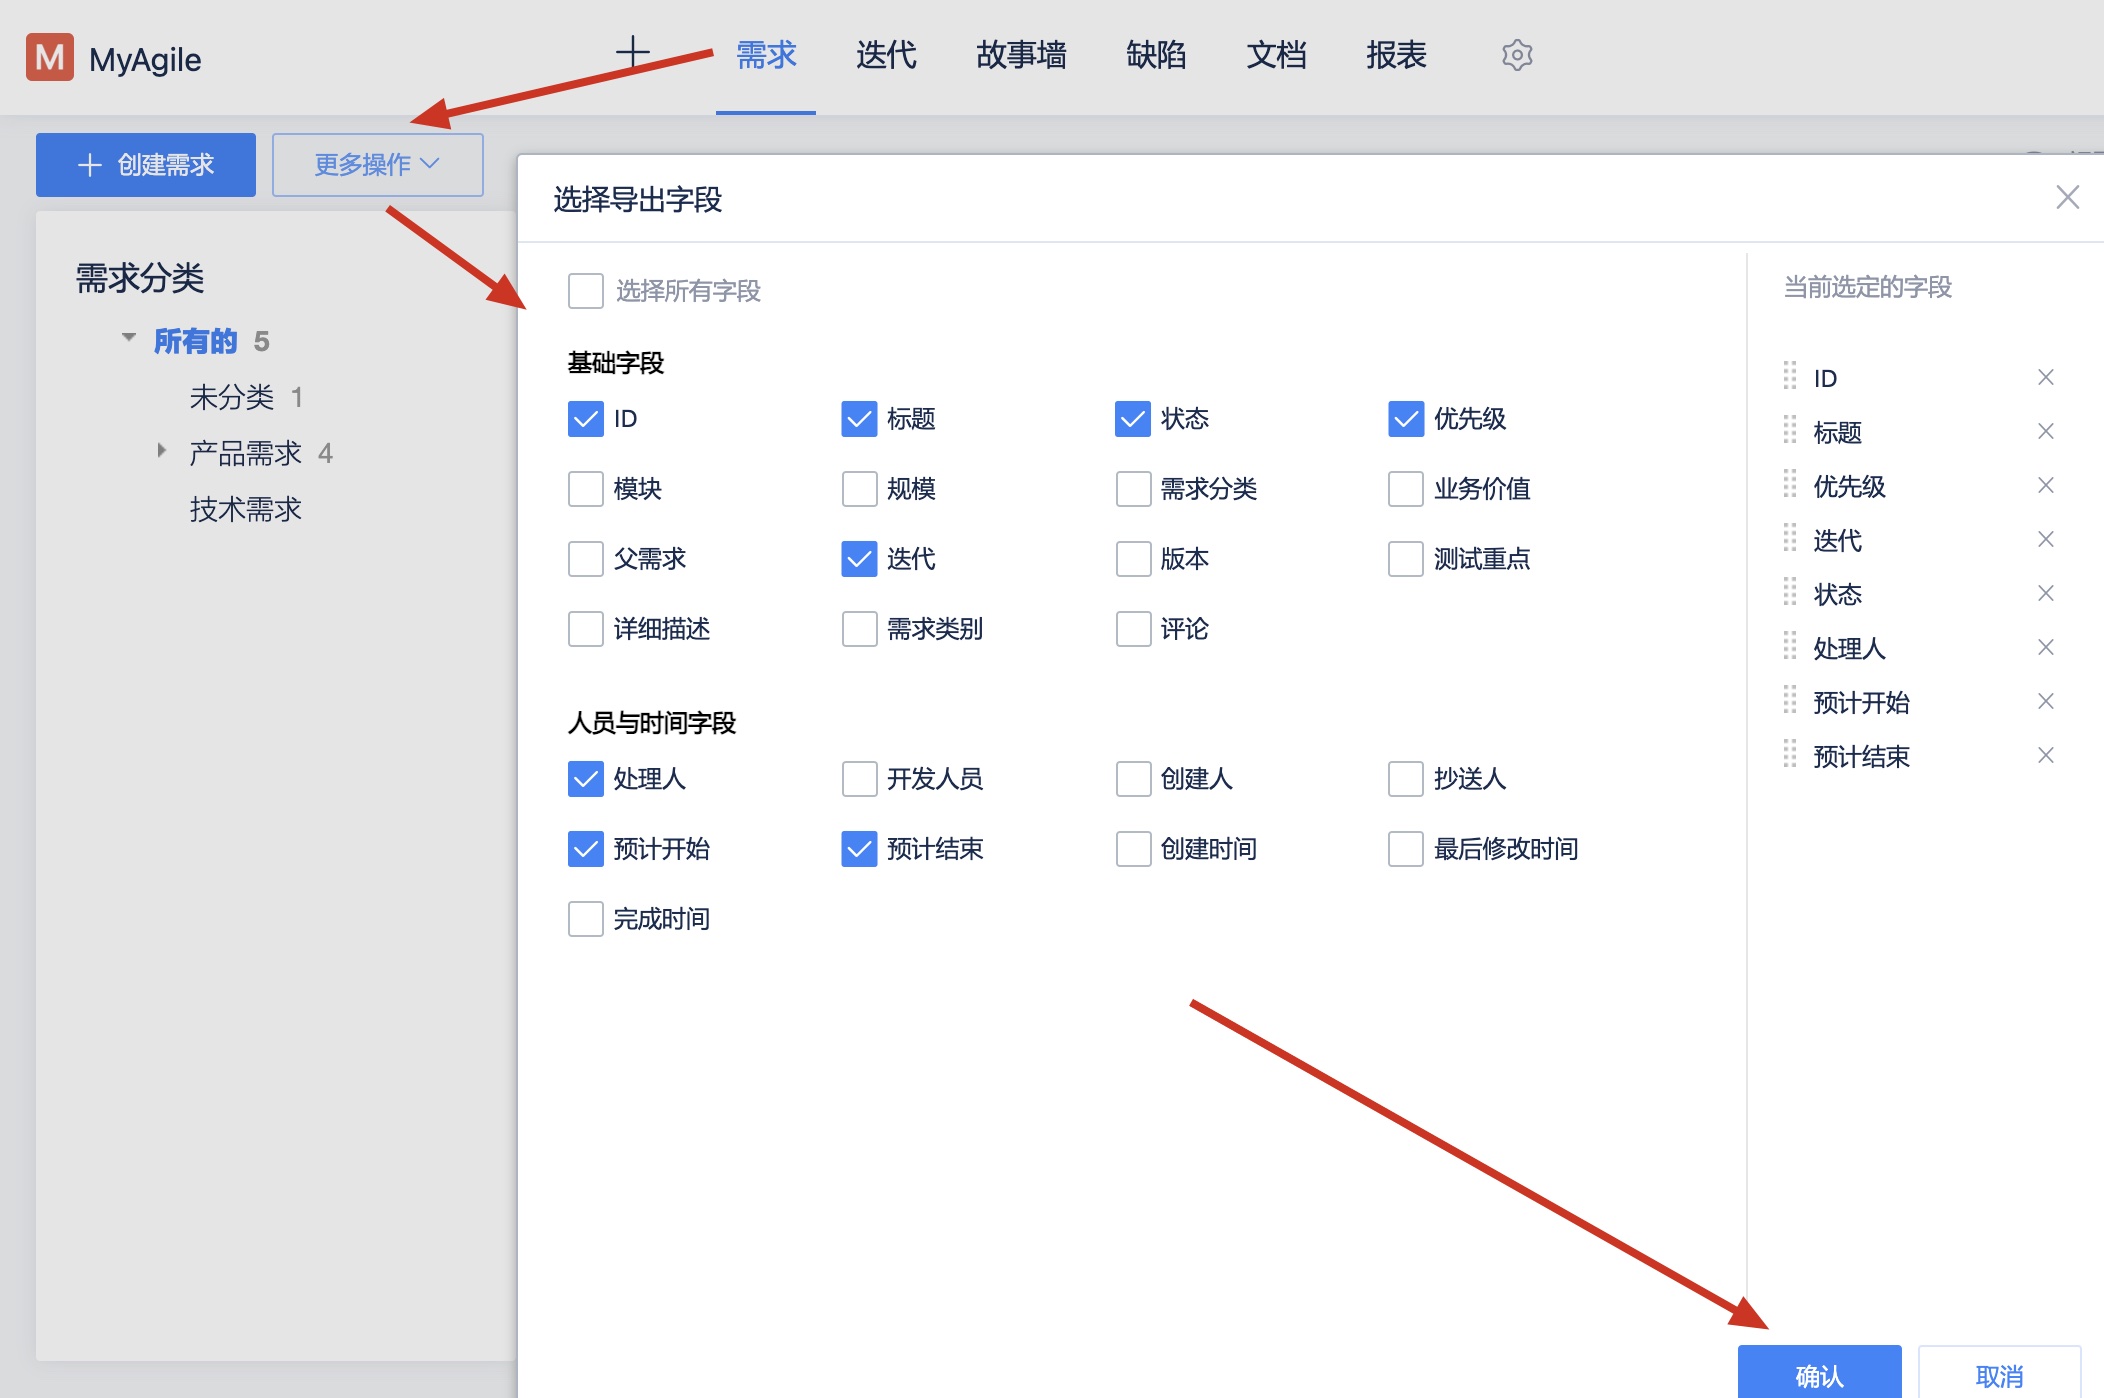 M MyAgile
需求 迭代 故事墙 缺陷 文档 报表
创建需求 更多操作
需求分类
所有的 5
未分类 1
产品需求 4
技术需求
选择导出字段
选择所有字段
基础字段
ID 标题 状态 优先级
模块 规模 需求分类 业务价值
父需求 迭代 版本 测试重点
详细描述 需求类别 评论
人员与时间字段
处理人 开发人员 创建人 抄送人
预计开始 预计结束 创建时间 最后修改时间
完成时间
当前选定的字段
ID
标题
优先级
迭代
状态
处理人
预计开始
预计结束
确认 取消